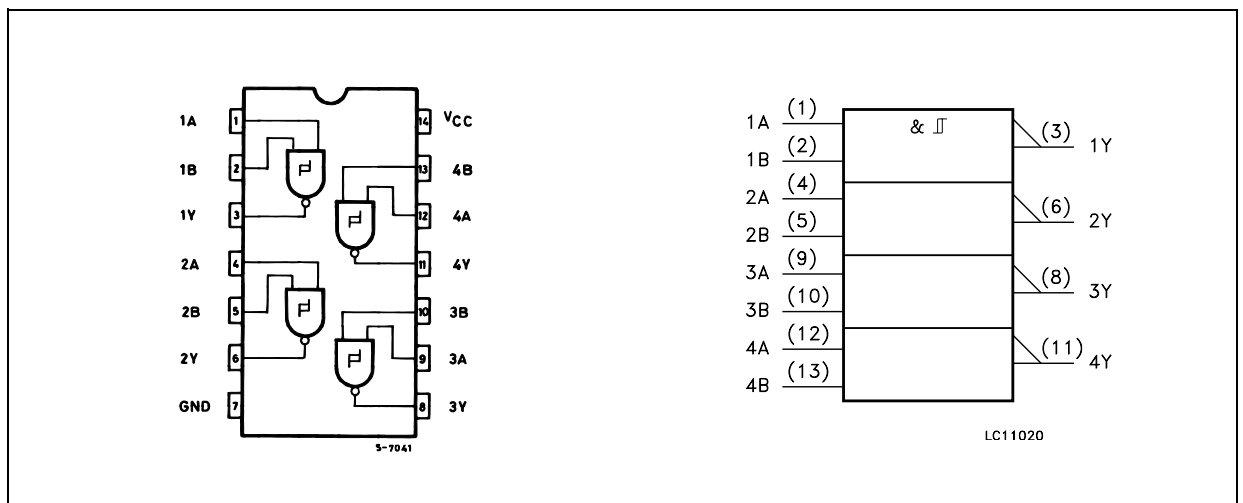 1A 1 14 VCC
1B 2 13 4B
1Y 3 12 4A
2A 4 11 4Y
2B 5 10 3B
2Y 6 9 3A
GND 7 8 3Y
S-7041
&
1A (1)
1B (2)
(3) 1Y
2A (4)
2B (5)
(6) 2Y
3A (9)
3B (10)
(8) 3Y
4A (12)
4B (13)
(11) 4Y
LC11020